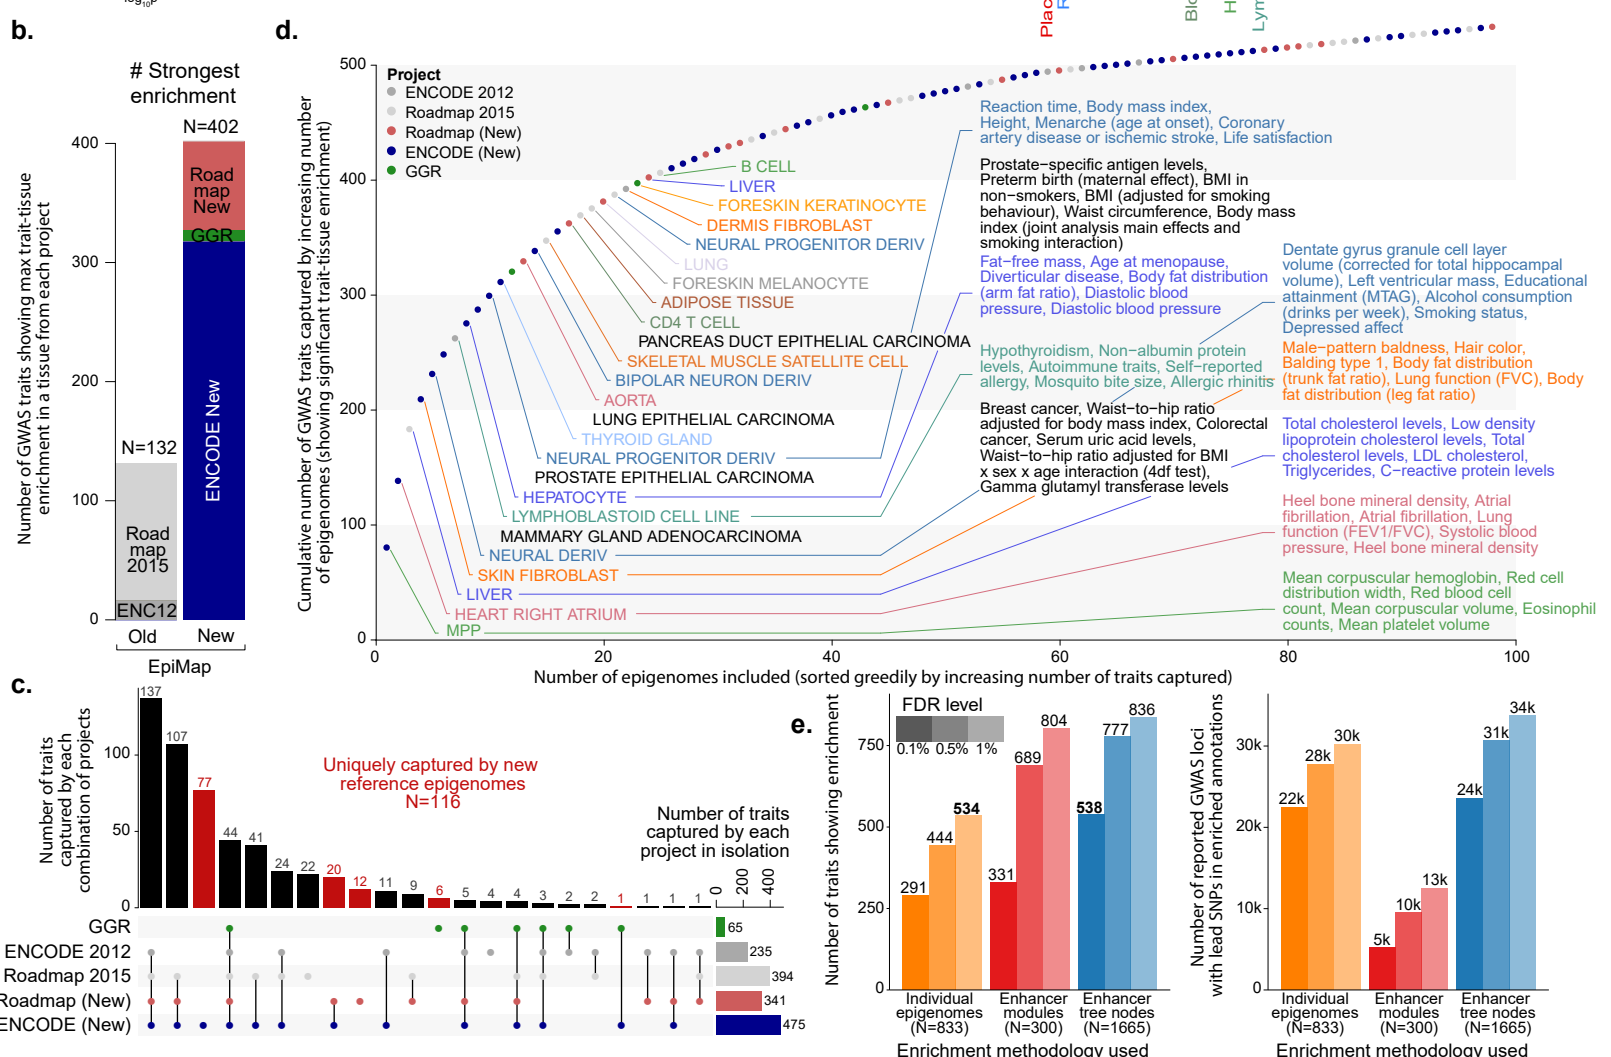 log10p
Plac
R
Blo
H
Lym
b.
# Strongest
enrichment
N=402
Number of GWAS traits showing max trait−tissue
enrichment in a tissue from each project
400
300
200
100
0
N=132
Road
map
New
GGR
ENCODE New
Road
map
2015
ENC12
Old
New
EpiMap
d.
Cumulative number of GWAS traits captured by increasing number
of epigenomes (showing significant trait−tissue enrichment)
500
400
300
200
100
0
Project
ENCODE 2012
Roadmap 2015
Roadmap (New)
ENCODE (New)
GGR
B CELL
LIVER
FORESKIN KERATINOCYTE
DERMIS FIBROBLAST
NEURAL PROGENITOR DERIV
LUNG
FORESKIN MELANOCYTE
ADIPOSE TISSUE
CD4 T CELL
PANCREAS DUCT EPITHELIAL CARCINOMA
SKELETAL MUSCLE SATELLITE CELL
BIPOLAR NEURON DERIV
AORTA
LUNG EPITHELIAL CARCINOMA
THYROID GLAND
NEURAL PROGENITOR DERIV
PROSTATE EPITHELIAL CARCINOMA
HEPATOCYTE
LYMPHOBLASTOID CELL LINE
MAMMARY GLAND ADENOCARCINOMA
NEURAL DERIV
SKIN FIBROBLAST
LIVER
HEART RIGHT ATRIUM
MPP
Reaction time, Body mass index,
Height, Menarche (age at onset), Coronary
artery disease or ischemic stroke, Life satisfaction
Prostate−specific antigen levels,
Preterm birth (maternal effect), BMI in
non−smokers, BMI (adjusted for smoking
behaviour), Waist circumference, Body mass
index (joint analysis main effects and
smoking interaction)
Fat−free mass, Age at menopause,
Diverticular disease, Body fat distribution
(arm fat ratio), Diastolic blood
pressure, Diastolic blood pressure
Hypothyroidism, Non−albumin protein
levels, Autoimmune traits, Self−reported
allergy, Mosquito bite size, Allergic rhinitis
Breast cancer, Waist−to−hip ratio
adjusted for body mass index, Colorectal
cancer, Serum uric acid levels,
Waist−to−hip ratio adjusted for BMI
x sex x age interaction (4df test),
Gamma glutamyl transferase levels
Dentate gyrus granule cell layer
volume (corrected for total hippocampal
volume), Left ventricular mass, Educational
attainment (MTAG), Alcohol consumption
(drinks per week), Smoking status,
Depressed affect
Male−pattern baldness, Hair color,
Balding type 1, Body fat distribution
(trunk fat ratio), Lung function (FVC), Body
fat distribution (leg fat ratio)
Total cholesterol levels, Low density
lipoprotein cholesterol levels, Total
cholesterol levels, LDL cholesterol,
Triglycerides, C−reactive protein levels
Heel bone mineral density, Atrial
fibrillation, Atrial fibrillation, Lung
function (FEV1/FVC), Systolic blood
pressure, Heel bone mineral density
Mean corpuscular hemoglobin, Red cell
distribution width, Red blood cell
count, Mean corpuscular volume, Eosinophil
counts, Mean platelet volume
0 20 40 60 80 100
Number of epigenomes included (sorted greedily by increasing number of traits captured)
c.
Number of traits
captured by each
combination of projects
100
50
0
137 107 77 44 41 24 22 20 12 11 9 6 5 4 4 3 2 2 1 1 1 1
Uniquely captured by new
reference epigenomes
N=116
Number of traits
captured by each
project in isolation
0 200 400
GGR 65
ENCODE 2012 235
Roadmap 2015 394
Roadmap (New) 341
ENCODE (New) 475
e.
Number of traits showing enrichment
FDR level
0.1% 0.5% 1%
750
500
250
0
291 444 534
331 689 804
538 777 836
Individual
epigenomes
(N=833)
Enhancer
modules
(N=300)
Enhancer
tree nodes
(N=1665)
Enrichment methodology used
Number of reported GWAS loci
with lead SNPs in enriched annotations
30k
20k
10k
0
22k 28k 30k
5k 10k 13k
24k 31k 34k
Individual
epigenomes
(N=833)
Enhancer
modules
(N=300)
Enhancer
tree nodes
(N=1665)
Enrichment methodology used